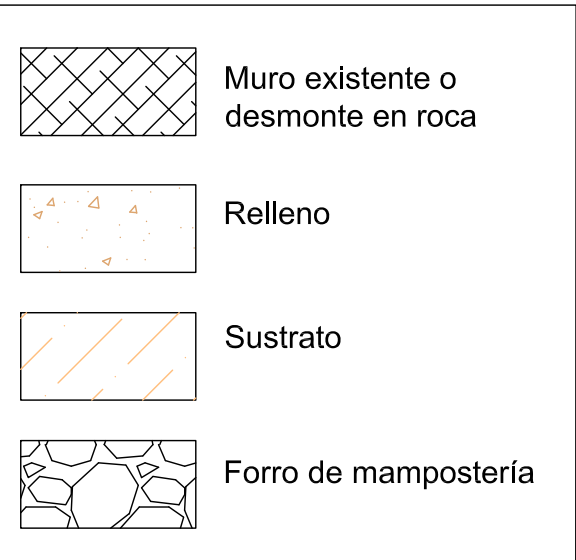 Muro existente o
desmonte en roca
Relleno
Sustrato
Forro de mampostería